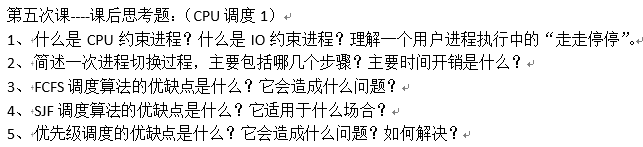 第五次课----课后思考题：（CPU 调度 1）
1、什么是 CPU 约束进程？什么是 IO 约束进程？理解一个用户进程执行中的“走走停停”。
2、简述一次进程切换过程，主要包括哪几个步骤？主要时间开销是什么？
3、FCFS 调度算法的优缺点是什么？它会造成什么问题？
4、SJF 调度算法的优缺点是什么？它适用于什么场合？
5、优先级调度的优缺点是什么？它会造成什么问题？如何解决？